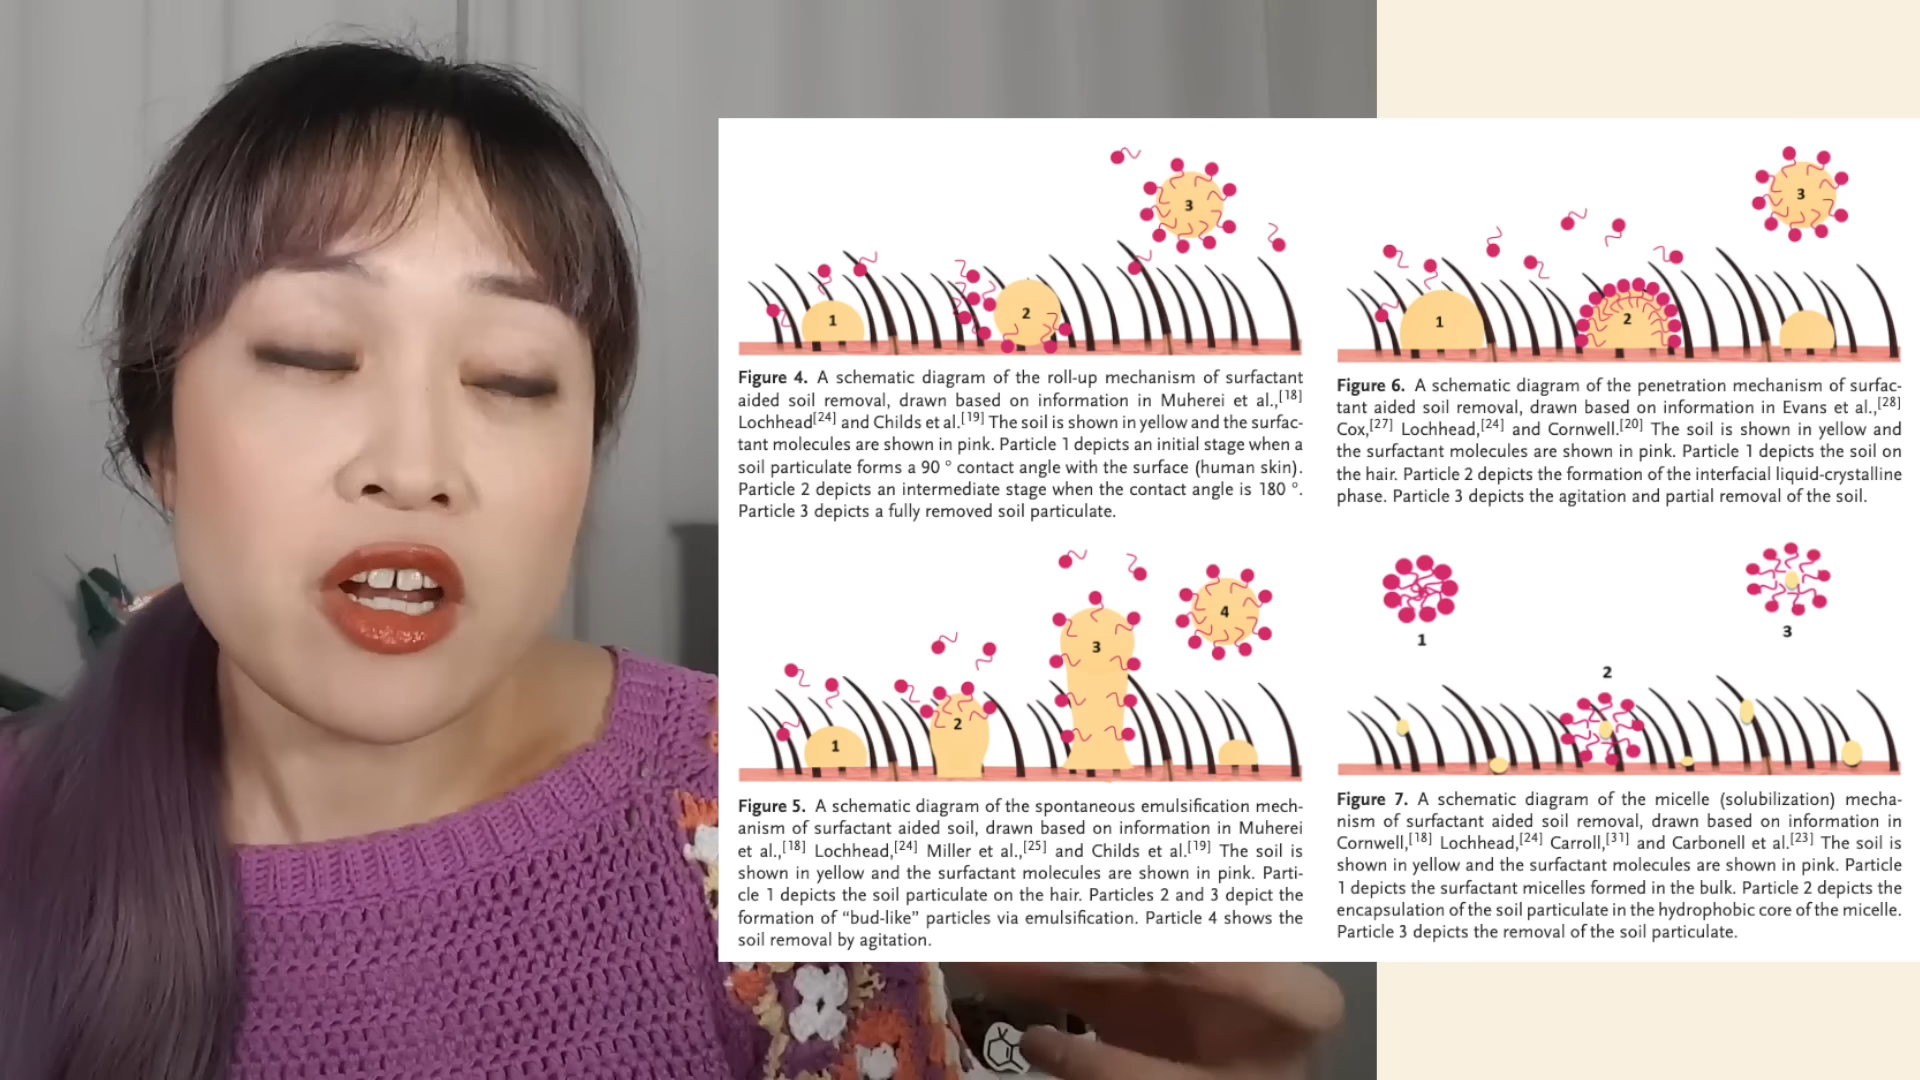 3
1
2
Figure 4. A schematic diagram of the roll-up mechanism of surfactant
aided soil removal, drawn based on information in Muherei et al.,[18]
Lochhead[24] and Childs et al.[19] The soil is shown in yellow and the surfac-
tant molecules are shown in pink. Particle 1 depicts an initial stage when a
soil particulate forms a 90 ° contact angle with the surface (human skin).
Particle 2 depicts an intermediate stage when the contact angle is 180 °.
Particle 3 depicts a fully removed soil particulate.
4
3
2
1
Figure 5. A schematic diagram of the spontaneous emulsification mech-
anism of surfactant aided soil, drawn based on information in Muherei
et al.,[18] Lochhead,[24] Miller et al.,[25] and Childs et al.[19] The soil is
shown in yellow and the surfactant molecules are shown in pink. Parti-
cle 1 depicts the soil particulate on the hair. Particles 2 and 3 depict the
formation of “bud-like” particles via emulsification. Particle 4 shows the
soil removal by agitation.
3
1
2
Figure 6. A schematic diagram of the penetration mechanism of surfac-
tant aided soil removal, drawn based on information in Evans et al.,[28]
Cox,[27] Lochhead,[24] and Cornwell.[20] The soil is shown in yellow and
the surfactant molecules are shown in pink. Particle 1 depicts the soil on
the hair. Particle 2 depicts the formation of the interfacial liquid-crystalline
phase. Particle 3 depicts the agitation and partial removal of the soil.
1
3
2
Figure 7. A schematic diagram of the micelle (solubilization) mecha-
nism of surfactant aided soil removal, drawn based on information in
Cornwell,[18] Lochhead,[24] Carroll,[31] and Carbonell et al.[23] The soil is
shown in yellow and the surfactant molecules are shown in pink. Particle
1 depicts the surfactant micelles formed in the bulk. Particle 2 depicts the
encapsulation of the soil particulate in the hydrophobic core of the micelle.
Particle 3 depicts the removal of the soil particulate.